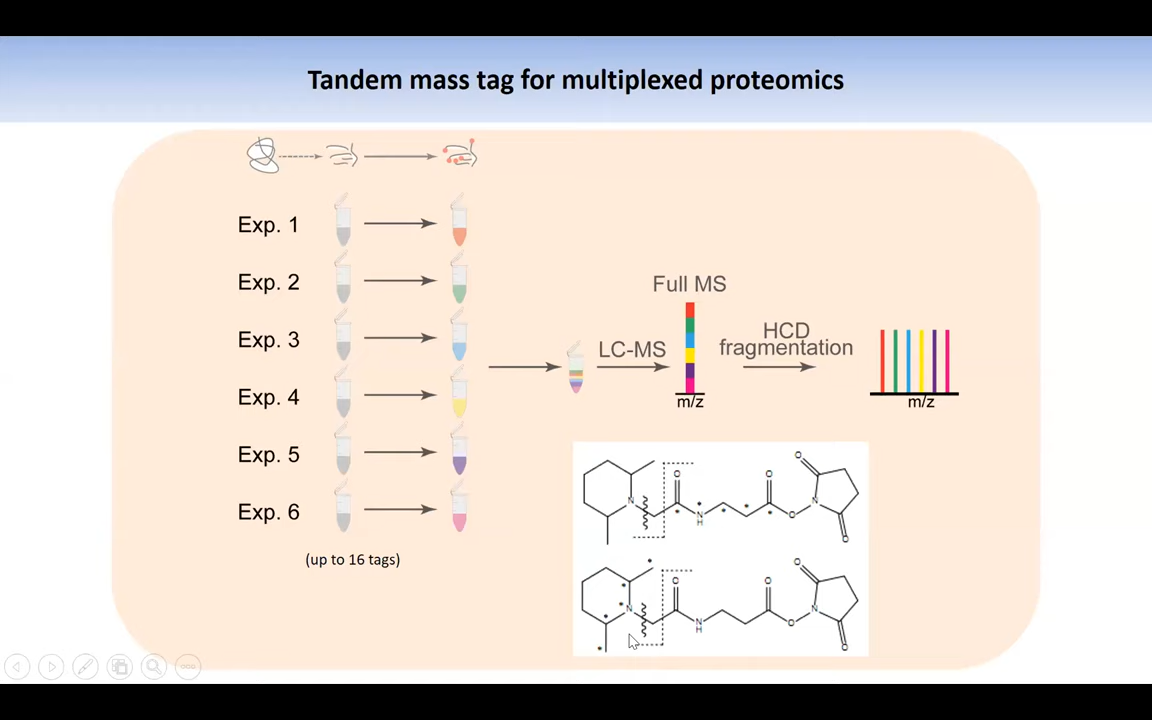 Tandem mass tag for multiplexed proteomics
Exp. 1
Exp. 2
Exp. 3
Exp. 4
Exp. 5
Exp. 6
(up to 16 tags)
LC-MS
Full MS
m/z
HCD
fragmentation
m/z
O
O
O
N
N
H
O
N
O
O
O
O
N
N
H
O
N
O